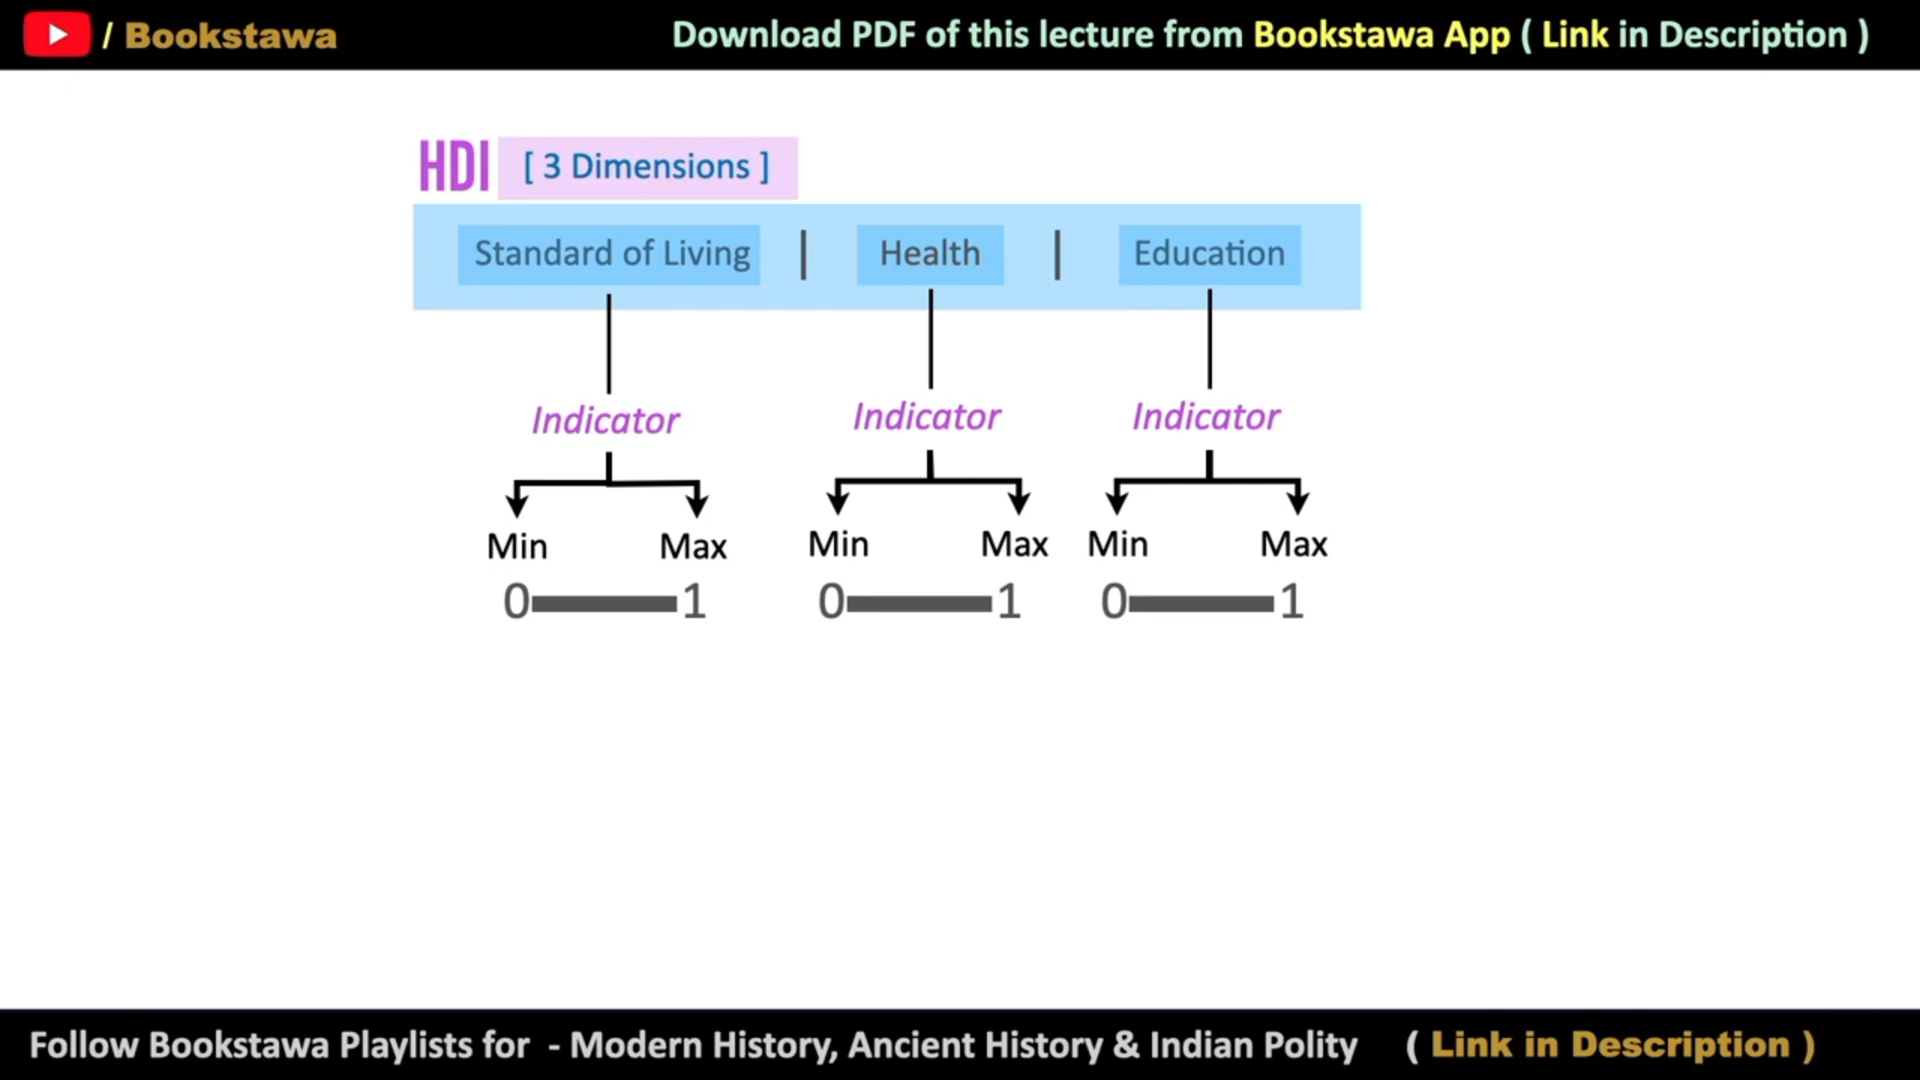 / Bookstawa
Download PDF of this lecture from Bookstawa App ( Link in Description )
HDI [ 3 Dimensions ]
Standard of Living | Health | Education
Indicator Indicator Indicator
Min Max Min Max Min Max
0 1 0 1 0 1
Follow Bookstawa Playlists for - Modern History, Ancient History & Indian Polity ( Link in Description )